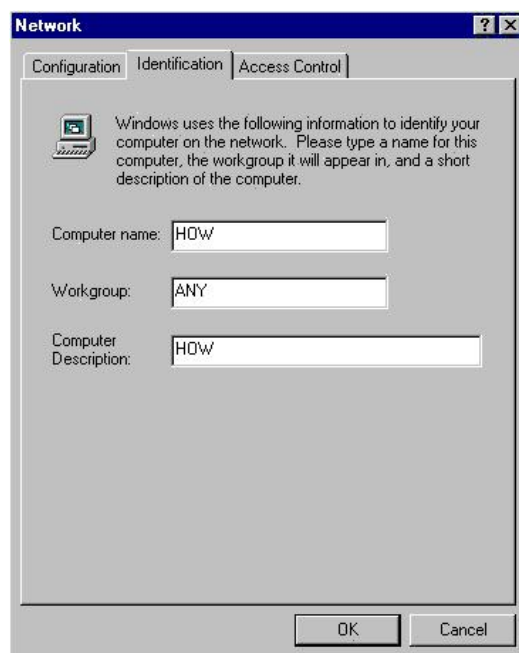 Network
Configuration Identification Access Control
Windows uses the following information to identify your
computer on the network. Please type a name for this
computer, the workgroup it will appear in, and a short
description of the computer.
Computer name: HOW
Workgroup: ANY
Computer
Description: HOW
OK Cancel